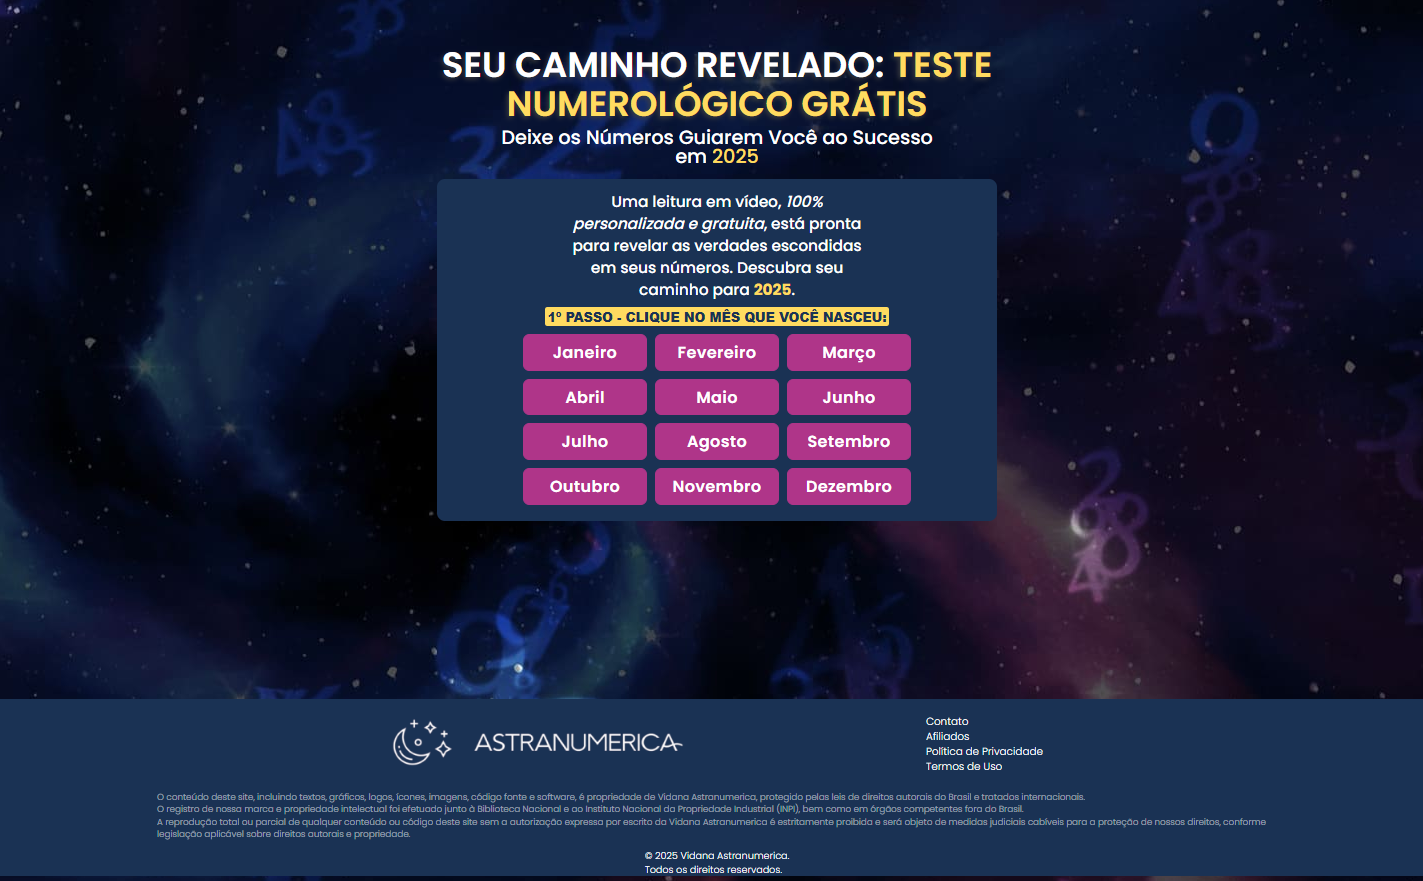 SEU CAMINHO REVELADO: TESTE
NUMEROLÓGICO GRÁTIS
Deixe os Números Guiarem Você ao Sucesso
em 2025
Uma leitura em vídeo, 100%
personalizada e gratuita, está pronta
para revelar as verdades escondidas
em seus números. Descubra seu
caminho para 2025.
1º PASSO - CLIQUE NO MÊS QUE VOCÊ NASCEU:
Janeiro Fevereiro Março
Abril Maio Junho
Julho Agosto Setembro
Outubro Novembro Dezembro
ASTRANUMERICA
Contato
Afiliados
Política de Privacidade
Termos de Uso
O conteúdo deste site, incluindo textos, gráficos, logos, ícones, imagens, código fonte e software, é propriedade de Vidana Astranumerica, protegido pelas leis de direitos autorais do Brasil e tratados internacionais.
O registro de nossa marca e propriedade intelectual foi efetuado junto à Biblioteca Nacional e ao Instituto Nacional da Propriedade Industrial (INPI), bem como em órgãos competentes fora do Brasil.
A reprodução total ou parcial de qualquer conteúdo ou código deste site sem a autorização expressa por escrito da Vidana Astranumerica é estritamente proibida e será objeto de medidas judiciais cabíveis para a proteção de nossos direitos, conforme
legislação aplicável sobre direitos autorais e propriedade.
© 2025 Vidana Astranumerica.
Todos os direitos reservados.